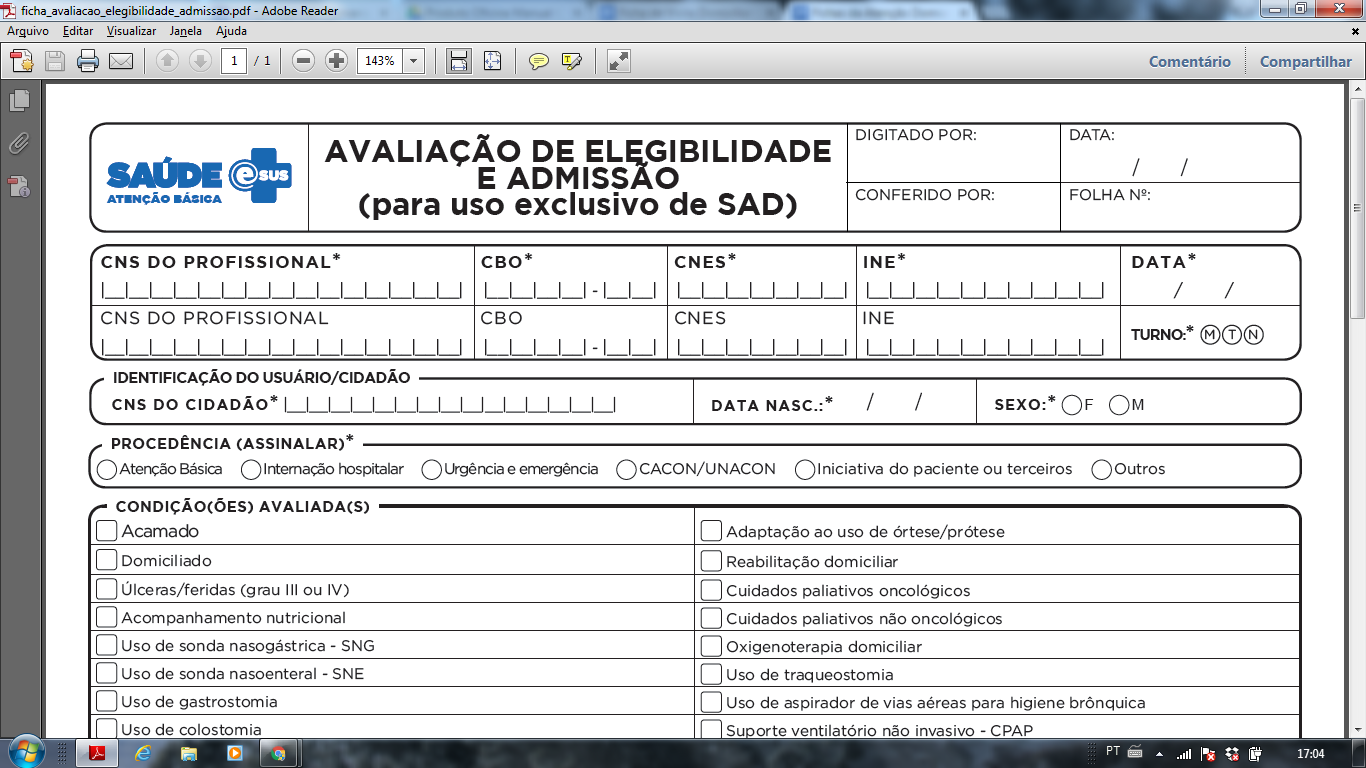 ficha_avaliacao_elegibilidade_admissao.pdf - Adobe Reader
Arquivo Editar Visualizar Janela Ajuda
1 / 1 143% Comentário Compartilhar
SAÚDE e SUS
ATENÇÃO BÁSICA
AVALIAÇÃO DE ELEGIBILIDADE
E ADMISSÃO
(para uso exclusivo de SAD)
DIGITADO POR: DATA:
/ /
CONFERIDO POR: FOLHA Nº:
CNS DO PROFISSIONAL* CBO* CNES* INE* DATA*
- / /
CNS DO PROFISSIONAL CBO CNES INE
- TURNO:* M T N
IDENTIFICAÇÃO DO USUÁRIO/CIDADÃO
CNS DO CIDADÃO* DATA NASC.:* / / SEXO:* F M
PROCEDÊNCIA (ASSINALAR)*
Atenção Básica Internação hospitalar Urgência e emergência CACON/UNACON Iniciativa do paciente ou terceiros Outros
CONDIÇÃO(ÕES) AVALIADA(S)
Acamado Adaptação ao uso de órtese/prótese
Domiciliado Reabilitação domiciliar
Úlceras/feridas (grau III ou IV) Cuidados paliativos oncológicos
Acompanhamento nutricional Cuidados paliativos não oncológicos
Uso de sonda nasogástrica - SNG Oxigenoterapia domiciliar
Uso de sonda nasoenteral - SNE Uso de traqueostomia
Uso de gastrostomia Uso de aspirador de vias aéreas para higiene brônquica
Uso de colostomia Suporte ventilatório não invasivo - CPAP
PT 17:04